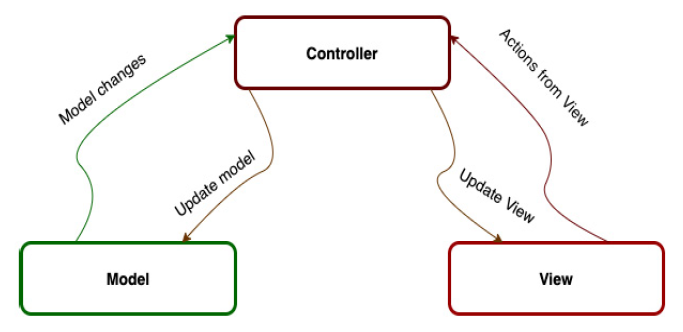 Controller
Model changes
Actions from View
Update model
Update View
Model
View